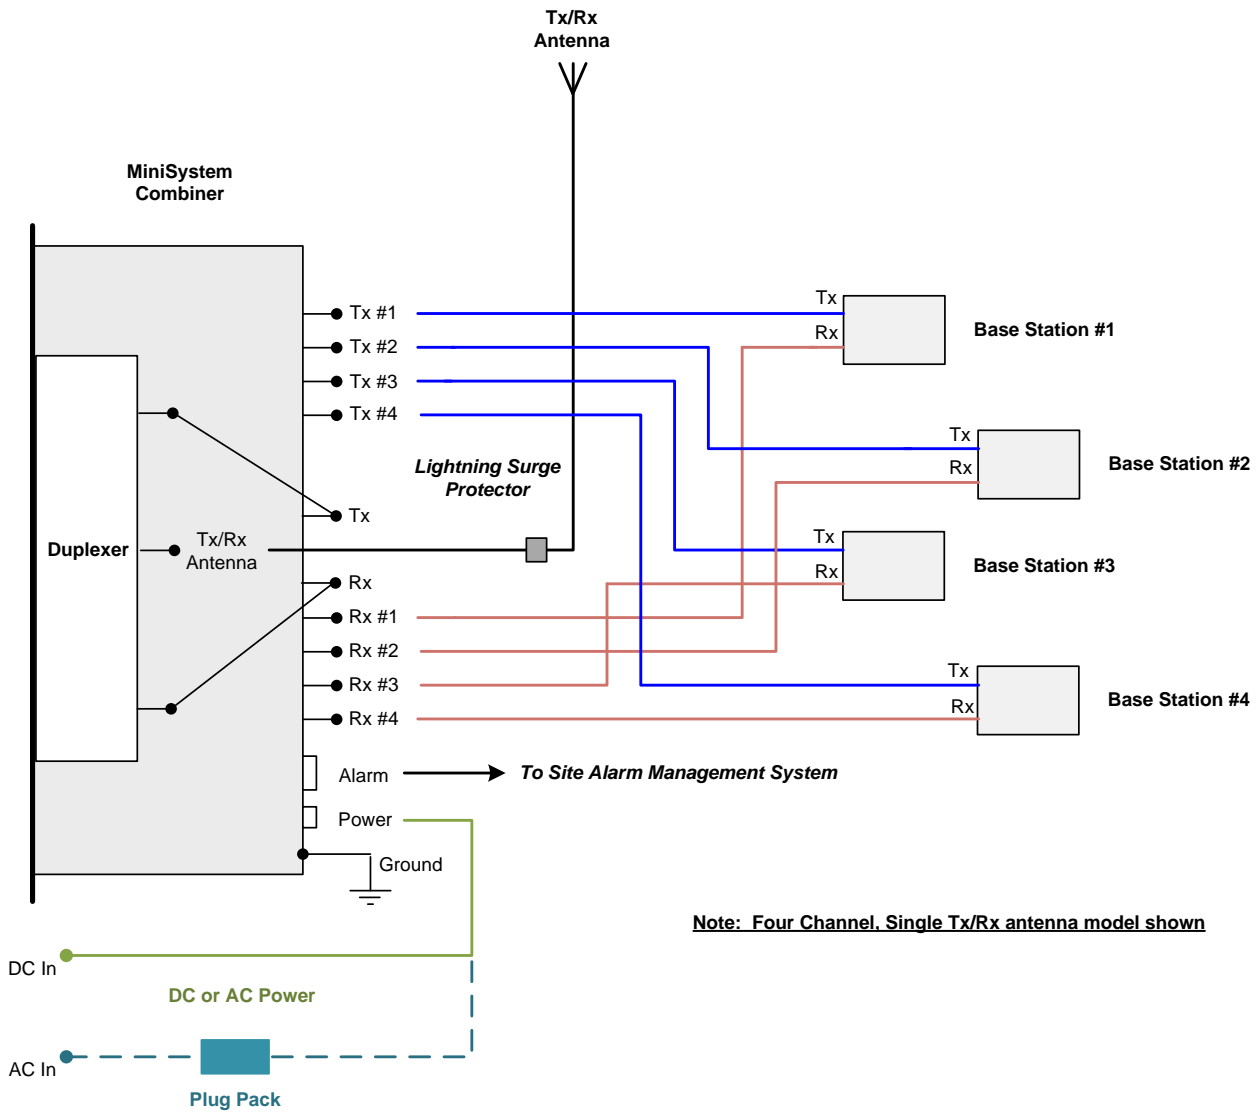 Tx/Rx
Antenna
MiniSystem
Combiner
Tx #1
Tx #2
Tx #3
Tx #4
Tx
Rx
Base Station #1
Tx
Rx
Base Station #2
Lightning Surge
Protector
Tx
Duplexer
Tx/Rx
Antenna
Rx
Rx #1
Rx #2
Rx #3
Rx #4
Tx
Rx
Base Station #3
Tx
Rx
Base Station #4
Alarm
To Site Alarm Management System
Power
Ground
Note: Four Channel, Single Tx/Rx antenna model shown
DC In
DC or AC Power
AC In
Plug Pack